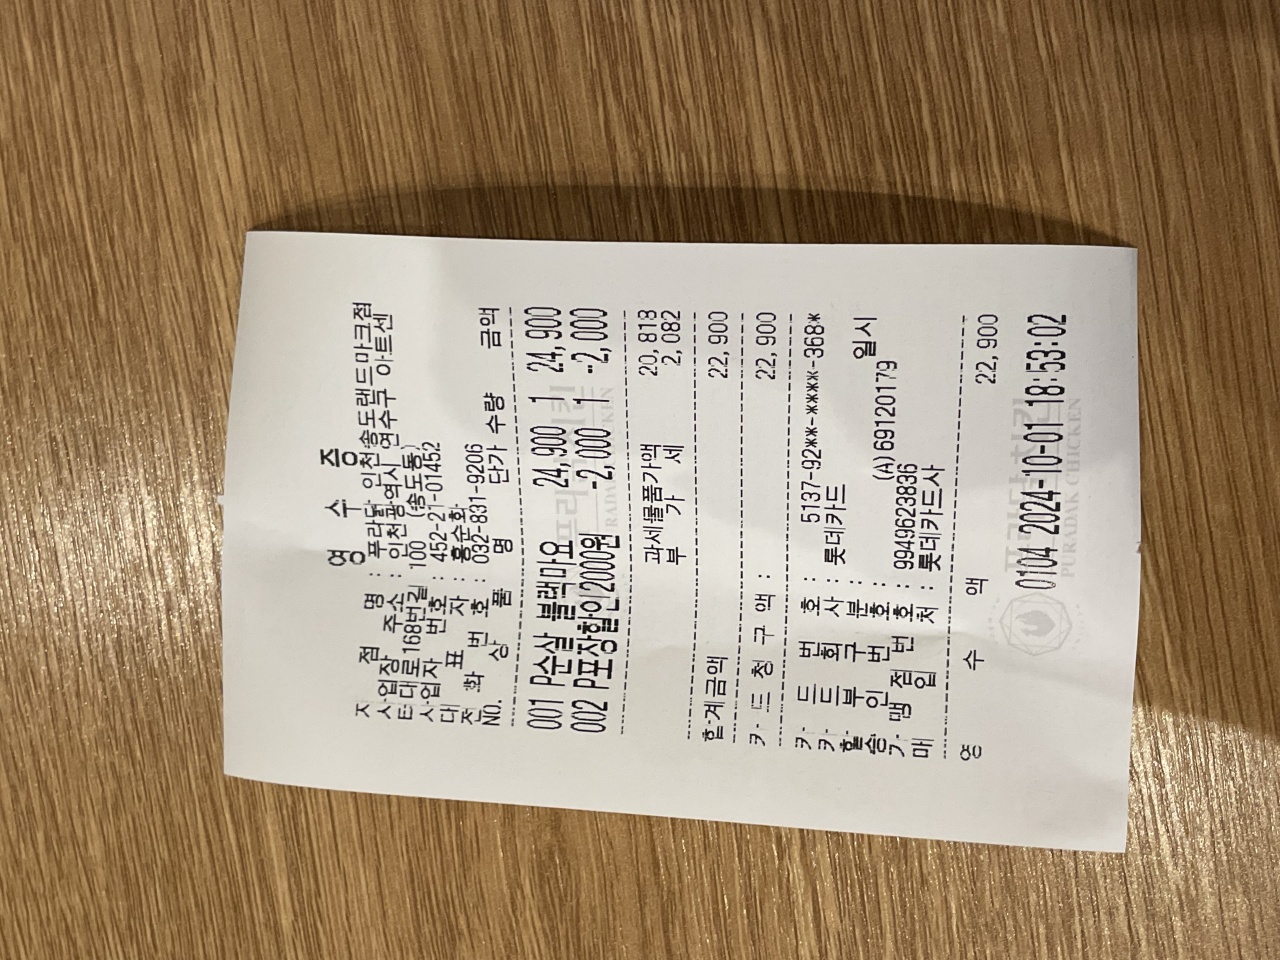 영 수 증
지 점 명 : 푸라닭 인천송도랜드마크점
사업장 주소 : 인천광역시 연수구 아트센
터대로168번길 100 (송도동)
사업자 번호 : 452-21-01452
대 표 자 : 홍순화
전 화 번 호 : 032-831-9206
NO. 상 품 명 단가 수량 금액
001 P순살 블랙마요 24,900 1 24,900
002 P포장할인2000원 -2,000 1 -2,000
과세물품가액 20,818
부 가 세 2,082
합계금액 22,900
카 드 청 구 액 : 22,900
카 드 번 호 : 5137-92**-****-368*
카 드 회 사 : 롯데카드
할 부 구 분 : 일시
승 인 번 호 : (A) 69120179
가 맹 점 번 호 : 9949623836
매 입 처 : 롯데카드사
영 수 액 22,900
0104 2024-10-01 18:53:02
푸라닭치킨
PURADAK CHICKEN